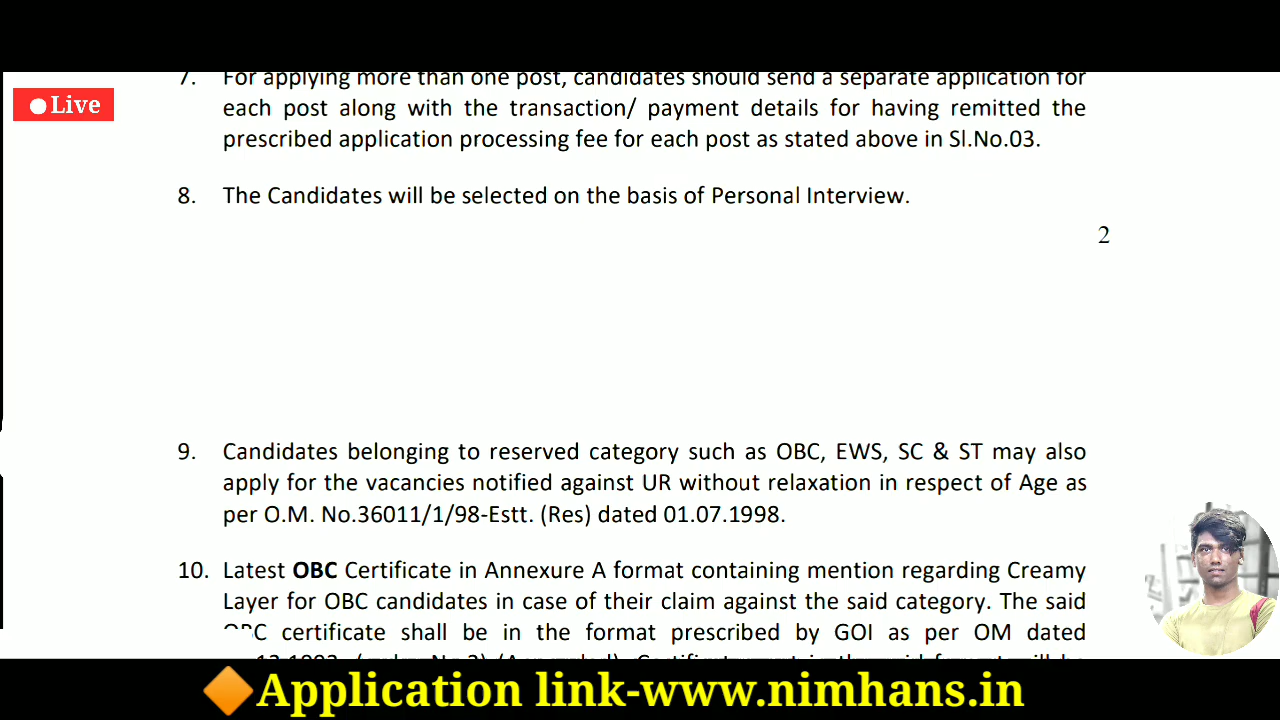 7. For applying more than one post, candidates should send a separate application for
Live
each post along with the transaction/ payment details for having remitted the
prescribed application processing fee for each post as stated above in Sl.No.03.
8. The Candidates will be selected on the basis of Personal Interview.
2
9. Candidates belonging to reserved category such as OBC, EWS, SC & ST may also
apply for the vacancies notified against UR without relaxation in respect of Age as
per O.M. No.36011/1/98-Estt. (Res) dated 01.07.1998.
10. Latest OBC Certificate in Annexure A format containing mention regarding Creamy
Layer for OBC candidates in case of their claim against the said category. The said
OBC certificate shall be in the format prescribed by GOI as per OM dated
Application link-www.nimhans.in